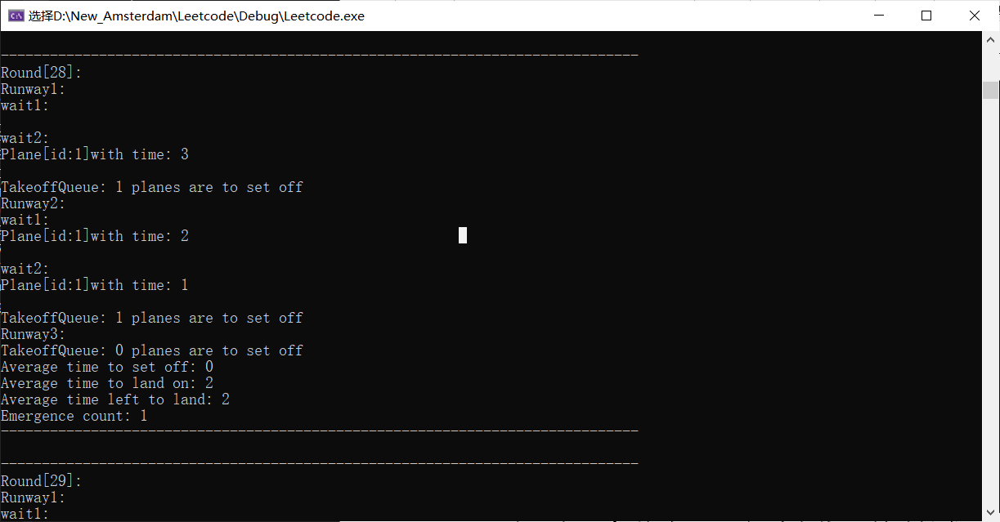 选择D:\New_Amsterdam\Leetcode\Debug\Leetcode.exe
--------------------------------------------------------------------------------
Round[28]:
Runway1:
wait1:
wait2:
Plane[id:1]with time: 3
TakeoffQueue: 1 planes are to set off
Runway2:
wait1:
Plane[id:1]with time: 2
wait2:
Plane[id:1]with time: 1
TakeoffQueue: 1 planes are to set off
Runway3:
TakeoffQueue: 0 planes are to set off
Average time to set off: 0
Average time to land on: 2
Average time left to land: 2
Emergence count: 1
--------------------------------------------------------------------------------
--------------------------------------------------------------------------------
Round[29]:
Runway1:
wait1: